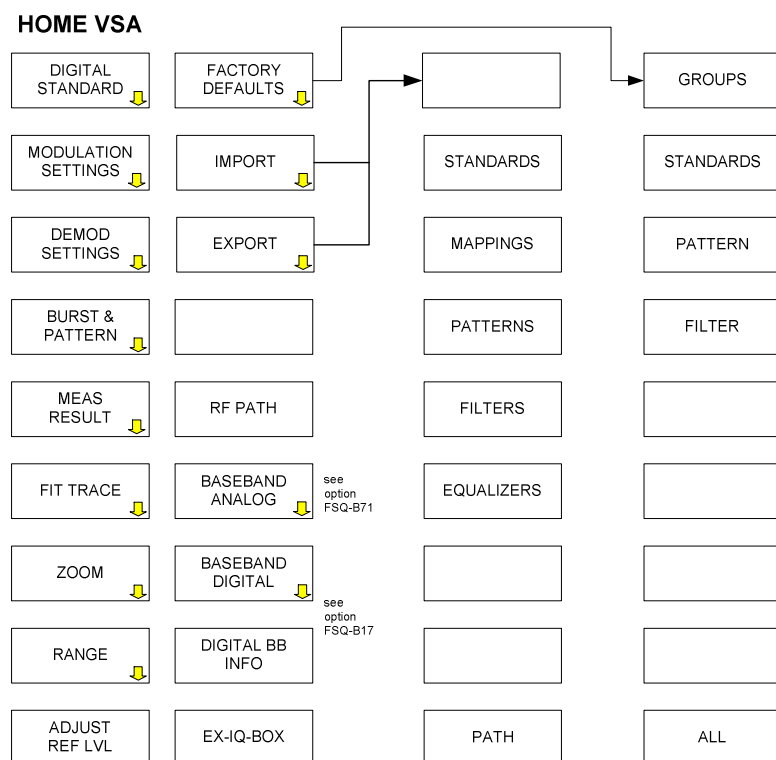 HOME VSA
DIGITAL
STANDARD
FACTORY
DEFAULTS
GROUPS
MODULATION
SETTINGS
IMPORT
STANDARDS
STANDARDS
DEMOD
SETTINGS
EXPORT
MAPPINGS
PATTERN
BURST &
PATTERN
PATTERNS
FILTER
MEAS
RESULT
RF PATH
FILTERS
FIT TRACE
BASEBAND
ANALOG
see
option
FSQ-B71
EQUALIZERS
ZOOM
BASEBAND
DIGITAL
see
option
FSQ-B17
RANGE
DIGITAL BB
INFO
ADJUST
REF LVL
EX-IQ-BOX
PATH
ALL